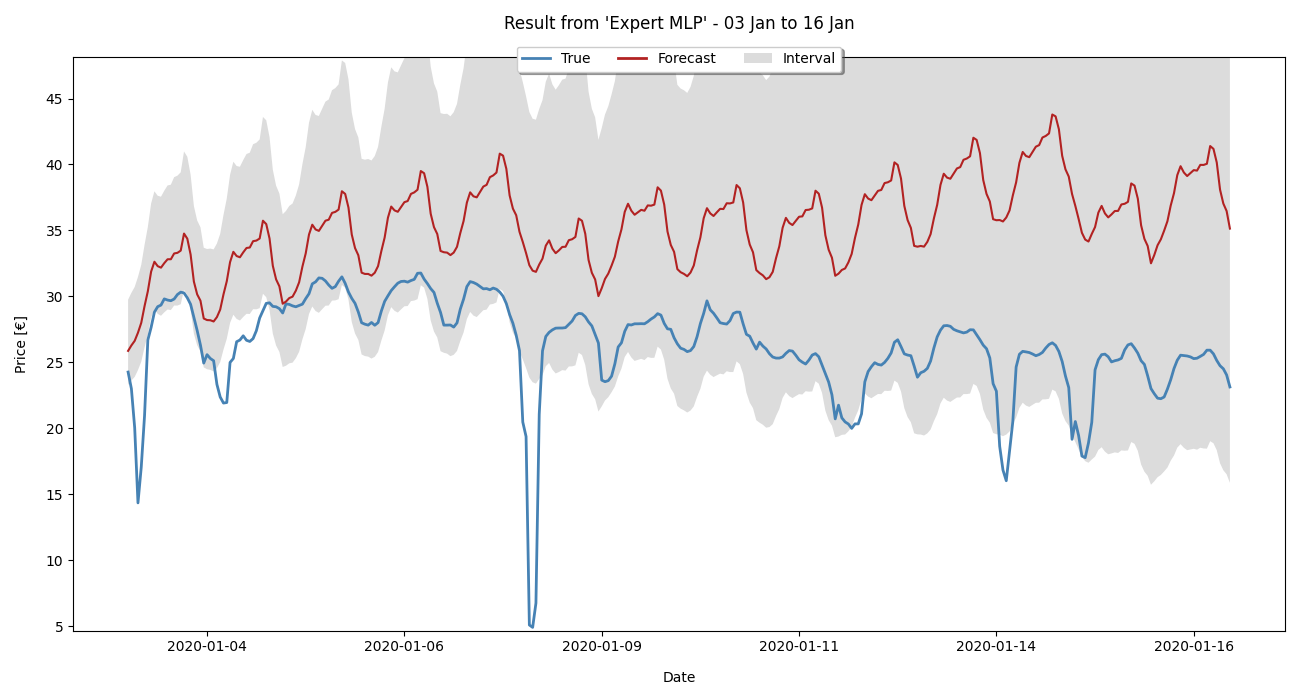 Result from 'Expert MLP' - 03 Jan to 16 Jan
True Forecast Interval
Price [€]
45
40
35
30
25
20
15
10
5
2020-01-04 2020-01-06 2020-01-09 2020-01-11 2020-01-14 2020-01-16
Date